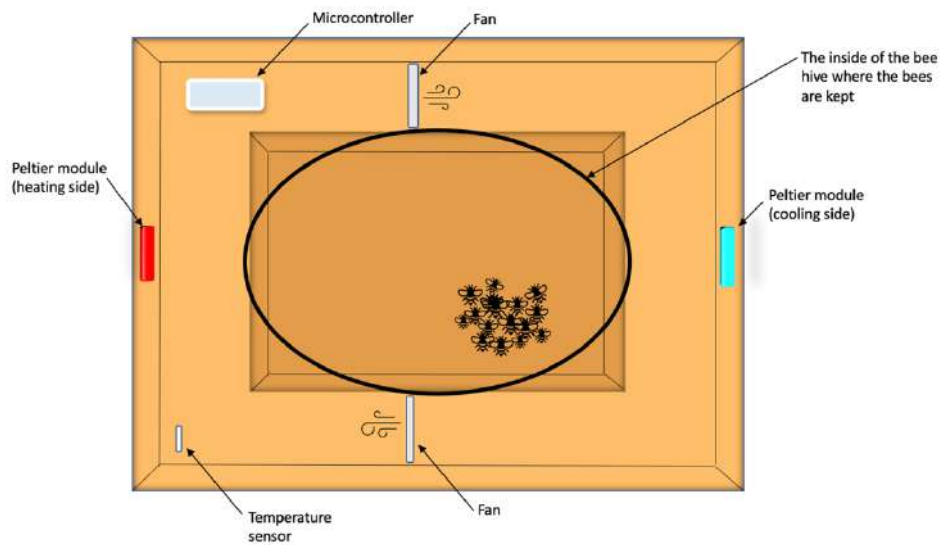 Microcontroller
Fan
The inside of the bee
hive where the bees
are kept
Peltier module
(heating side)
Peltier module
(cooling side)
Temperature
sensor
Fan